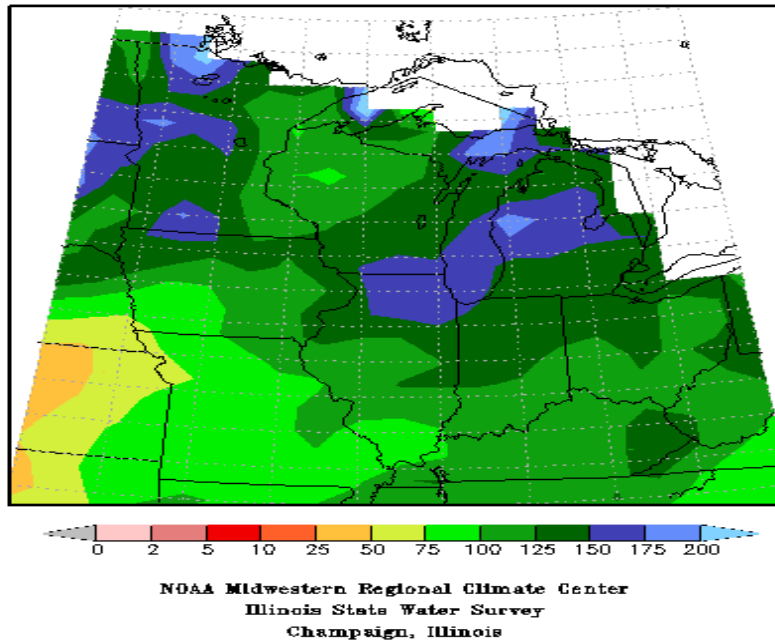 0 2 5 10 25 50 75 100 125 150 175 200
NOAA Midwestern Regional Climate Center
Illinois State Water Survey
Champaign, Illinois